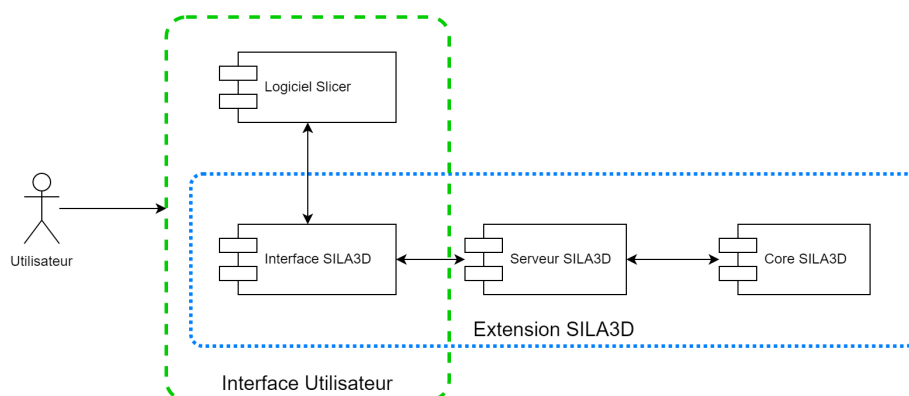 Logiciel Slicer
Utilisateur
Interface SILA3D
Serveur SILA3D
Core SILA3D
Extension SILA3D
Interface Utilisateur